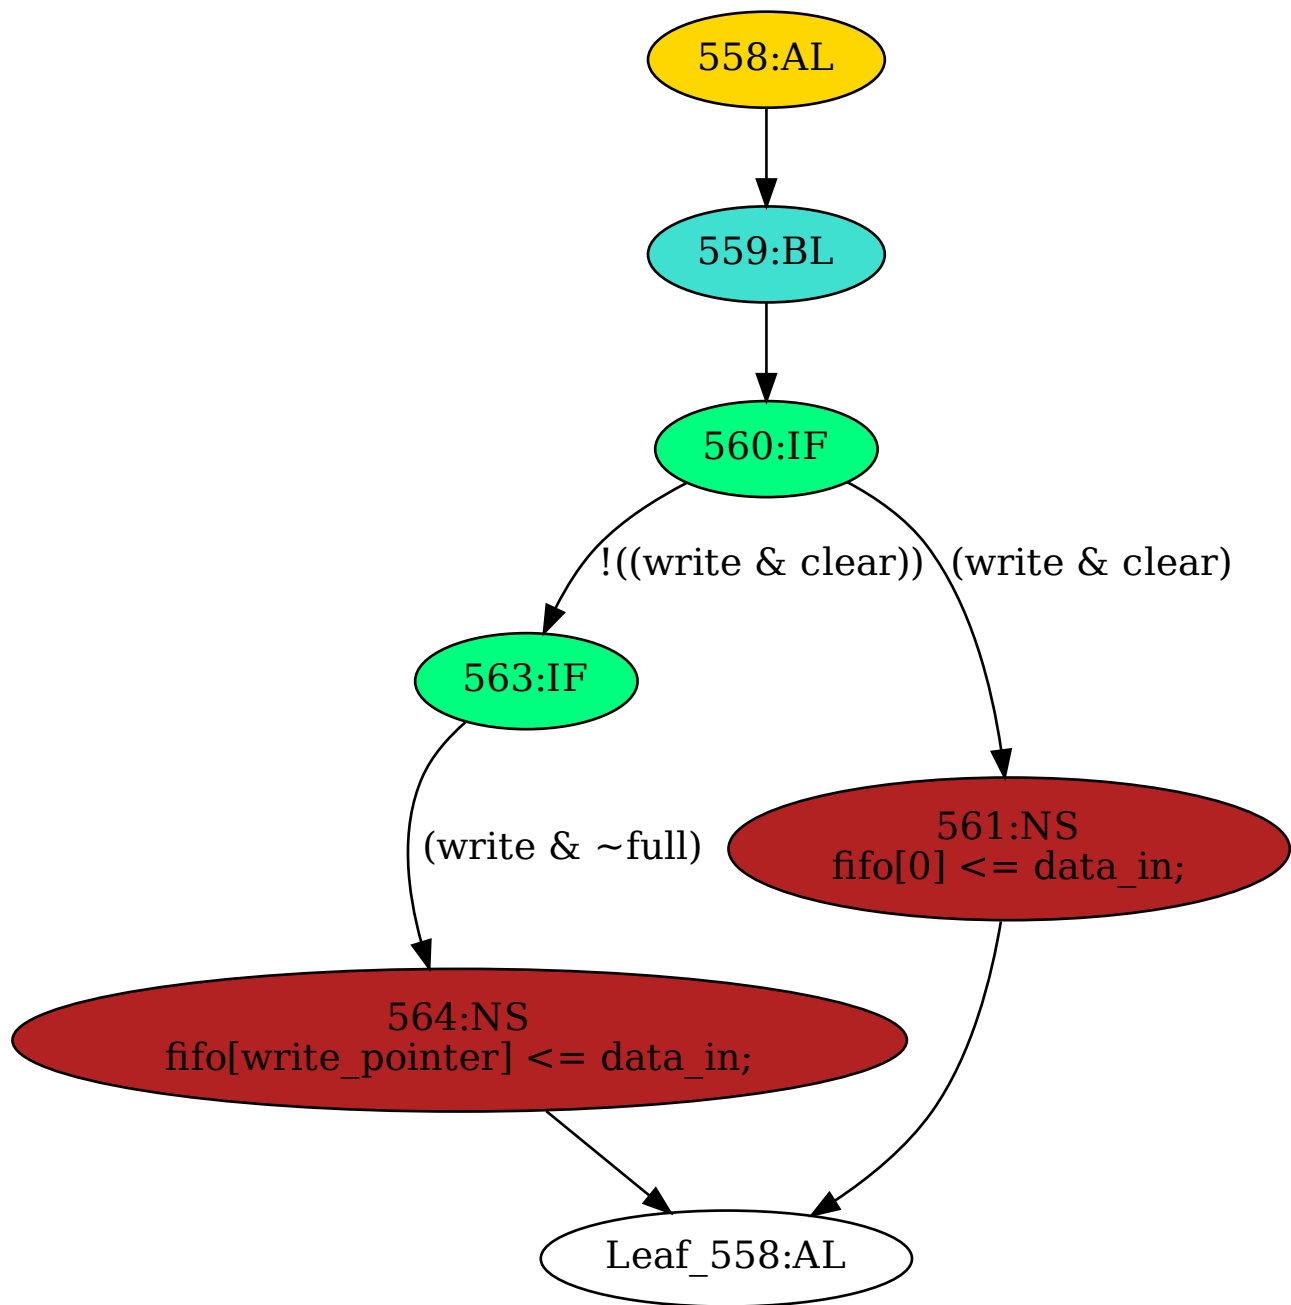 558:AL
559:BL
560:IF
!((write & clear))
(write & clear)
563:IF
(write & ~full)
561:NS
fifo[0] <= data_in;
564:NS
fifo[write_pointer] <= data_in;
Leaf_558:AL